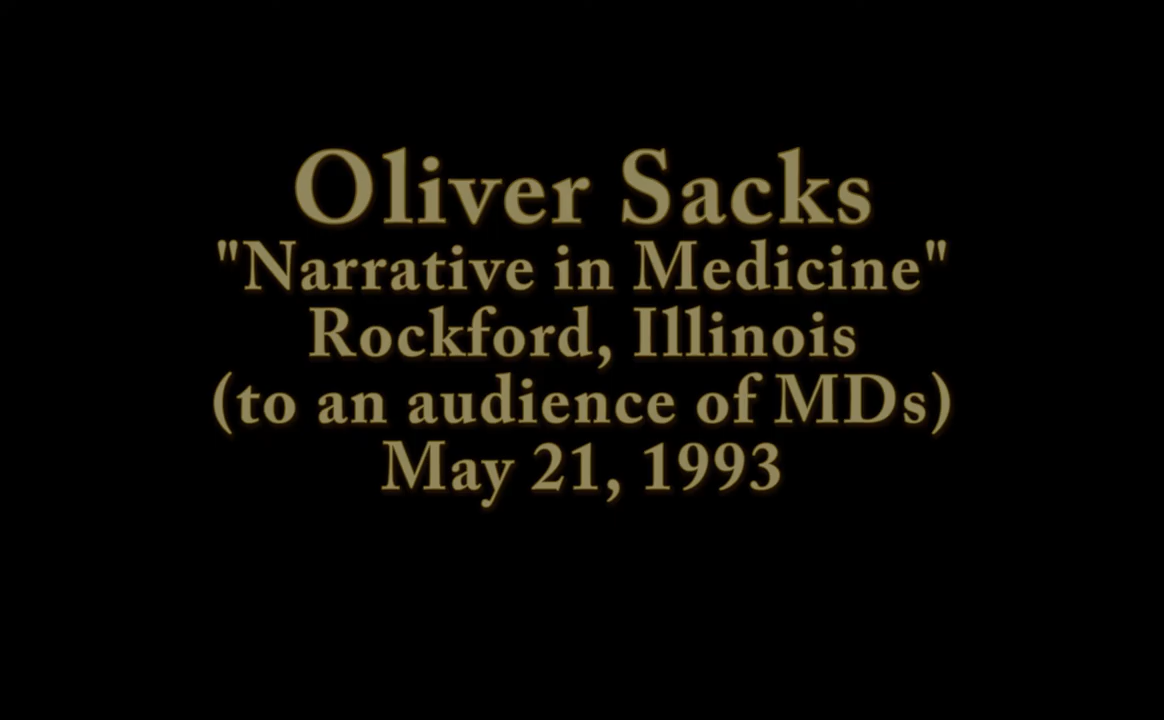 Oliver Sacks
"Narrative in Medicine"
Rockford, Illinois
(to an audience of MDs)
May 21, 1993